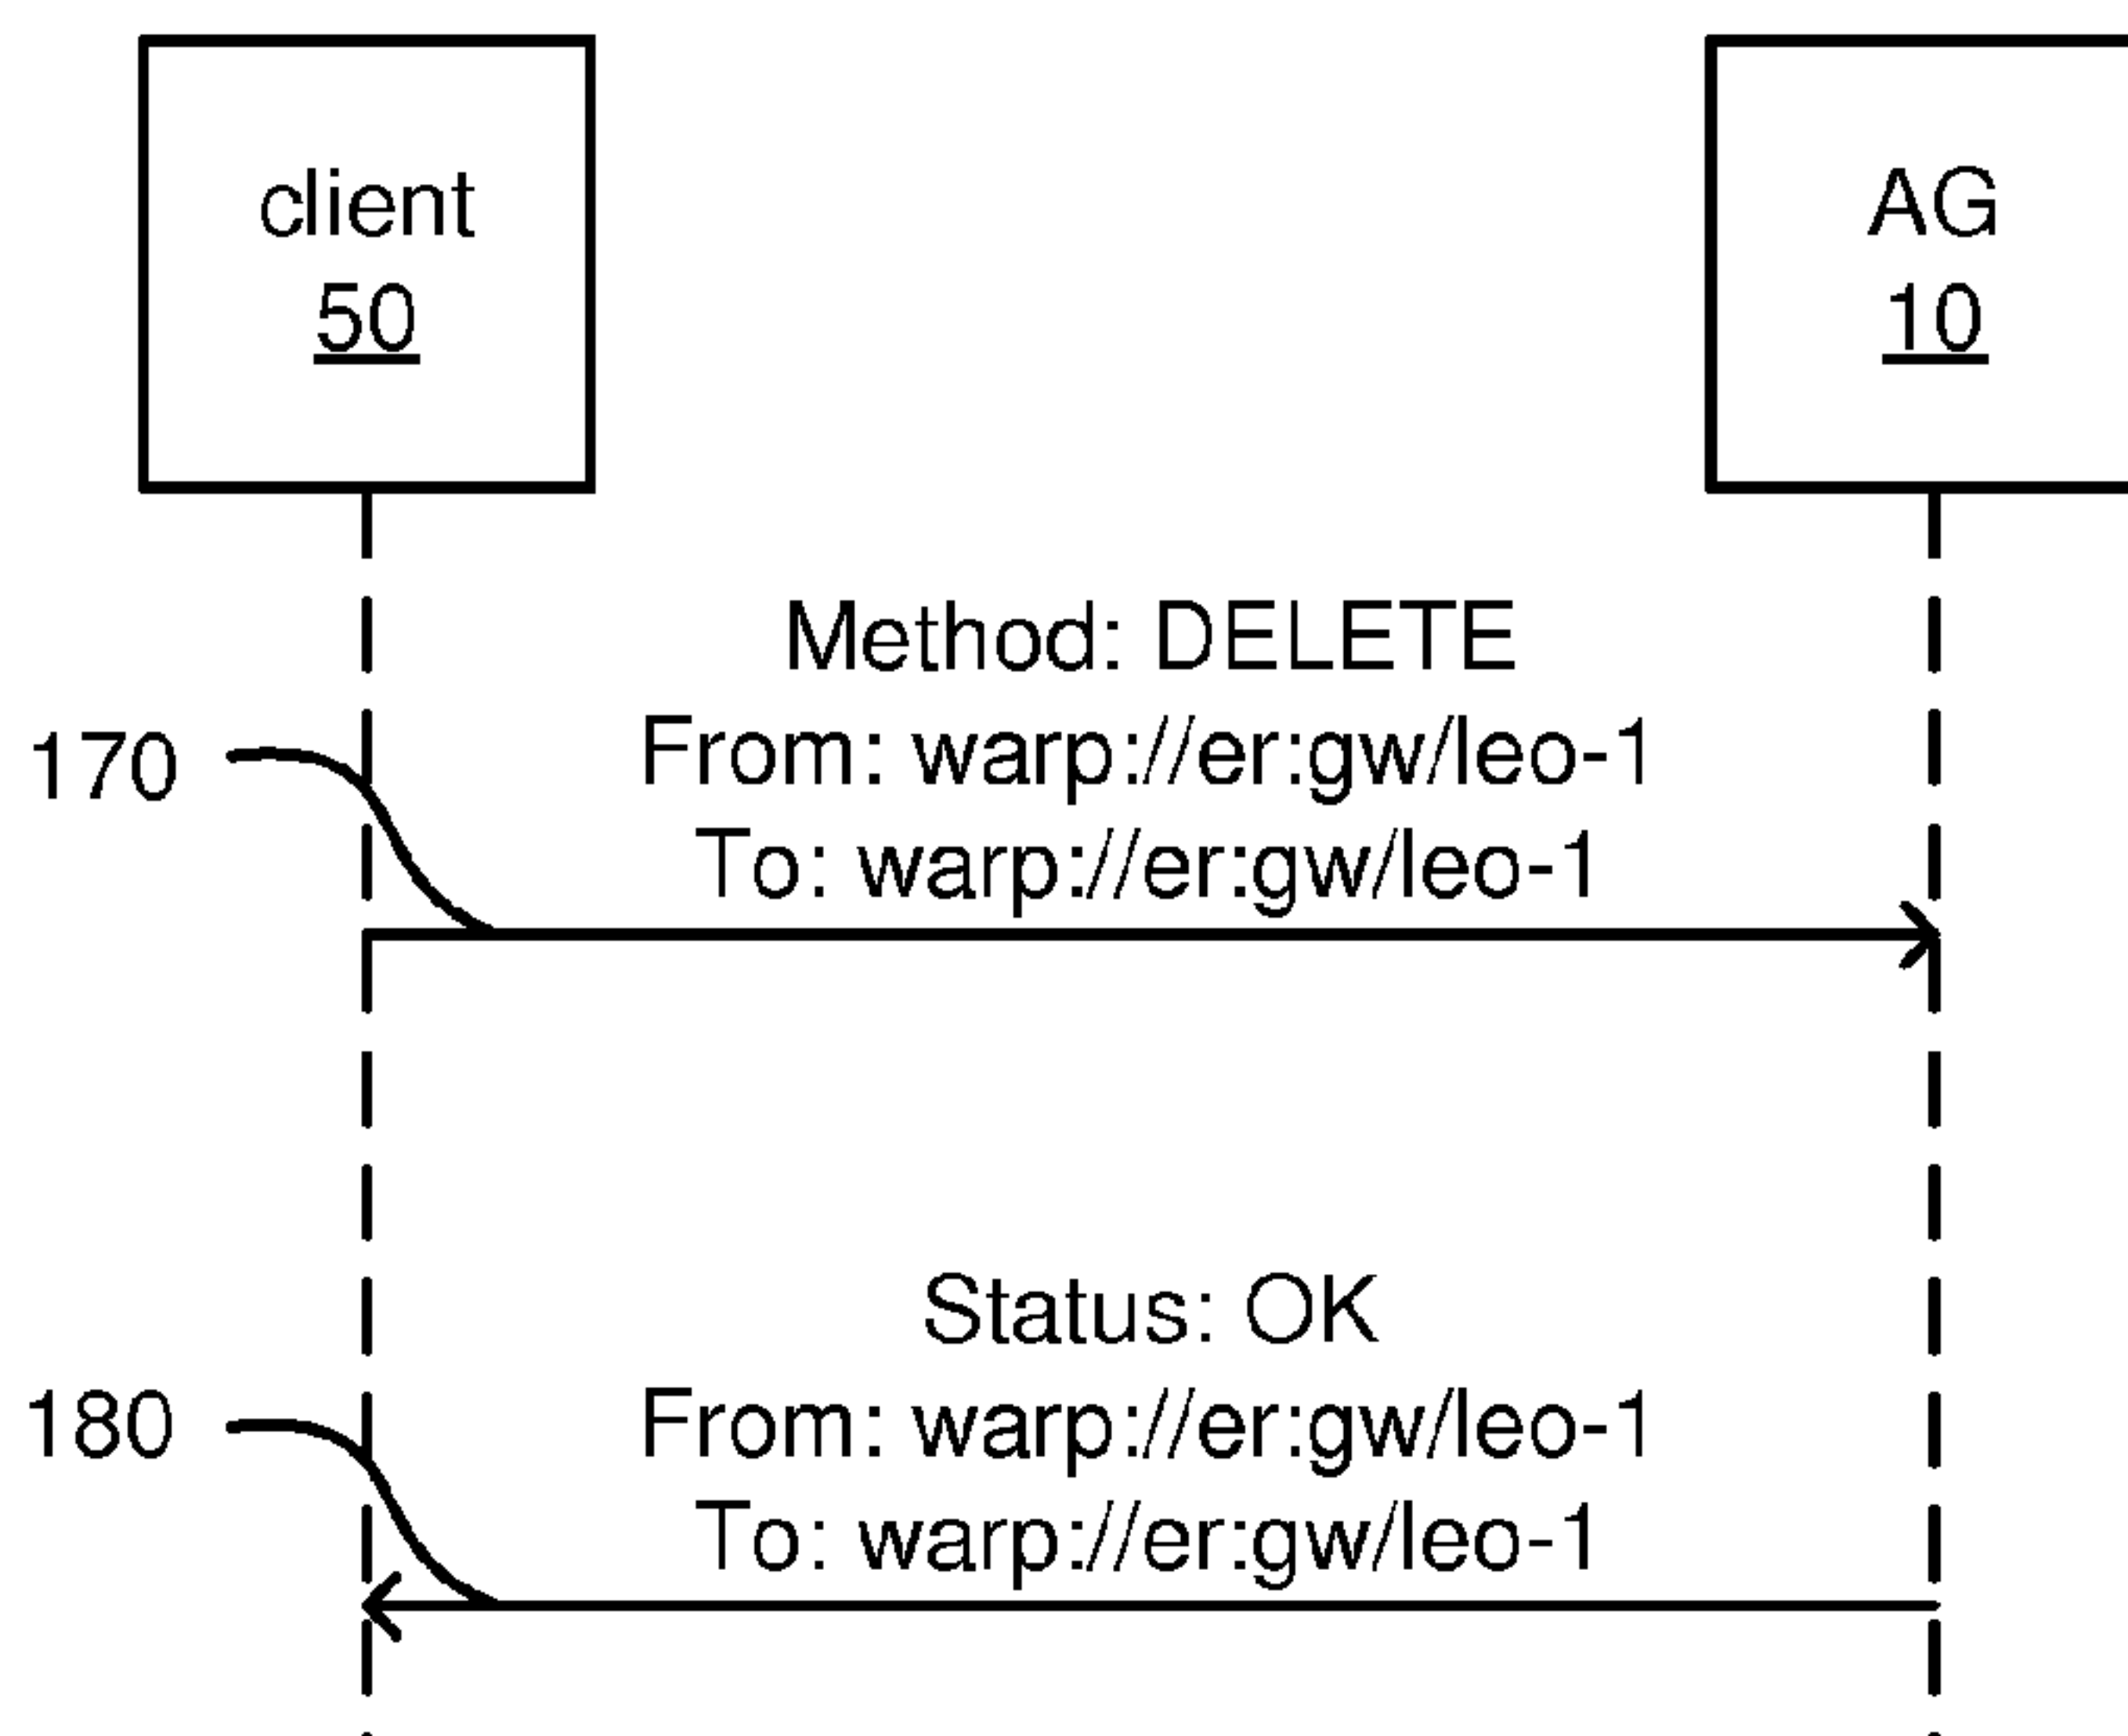 client
50
AG
10
Method: DELETE
From: warp://er:gw/leo-1
To: warp://er:gw/leo-1
170
Status: OK
From: warp://er:gw/leo-1
To: warp://er:gw/leo-1
180